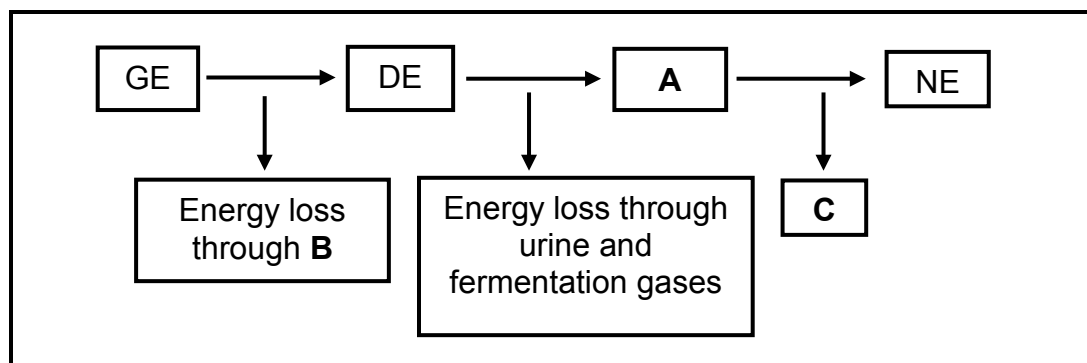 GE
DE
A
NE
Energy loss
through B
Energy loss through
urine and
fermentation gases
C